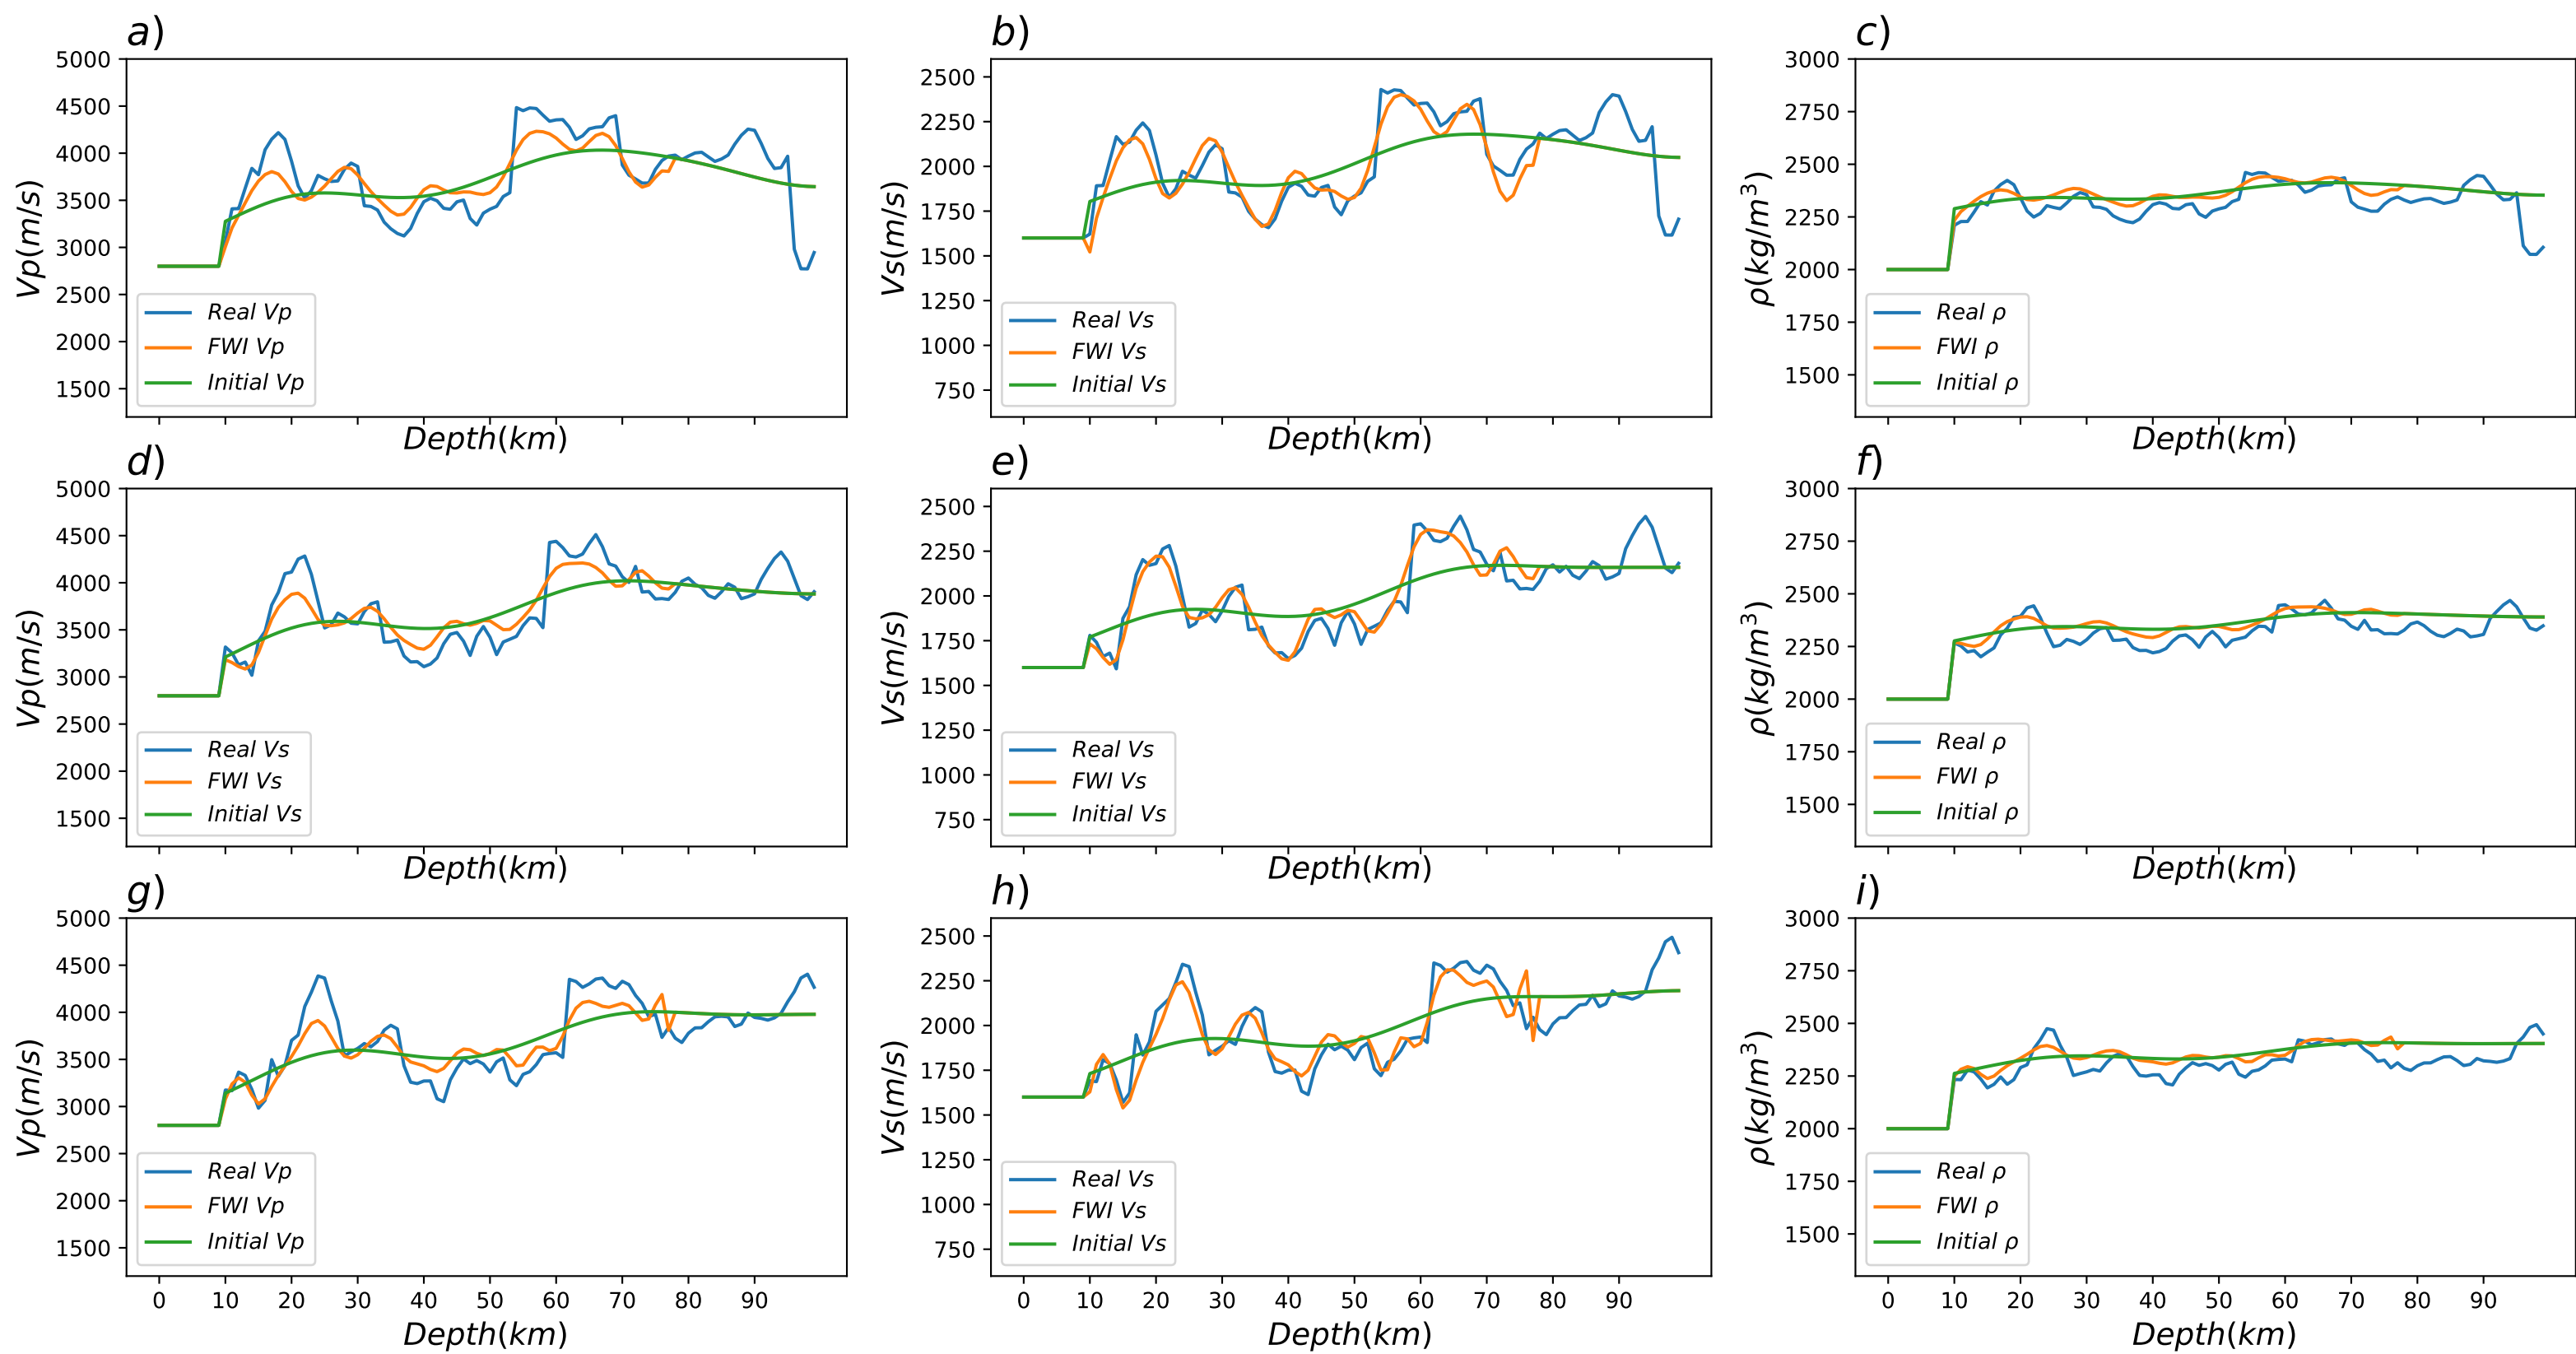 a)
5000
4500
4000
3500
3000
2500
2000
1500
Vp(m/s)
Real Vp
FWI Vp
Initial Vp
Depth(km)
b)
2500
2250
2000
1750
1500
1250
1000
750
Vs(m/s)
Real Vs
FWI Vs
Initial Vs
Depth(km)
c)
3000
2750
2500
2250
2000
1750
1500
ρ(kg/m³)
Real ρ
FWI ρ
Initial ρ
Depth(km)
d)
5000
4500
4000
3500
3000
2500
2000
1500
Vp(m/s)
Real Vs
FWI Vs
Initial Vs
Depth(km)
e)
2500
2250
2000
1750
1500
1250
1000
750
Vs(m/s)
Real Vs
FWI Vs
Initial Vs
Depth(km)
f)
3000
2750
2500
2250
2000
1750
1500
ρ(kg/m³)
Real ρ
FWI ρ
Initial ρ
Depth(km)
g)
5000
4500
4000
3500
3000
2500
2000
1500
Vp(m/s)
Real Vp
FWI Vp
Initial Vp
0 10 20 30 40 50 60 70 80 90
Depth(km)
h)
2500
2250
2000
1750
1500
1250
1000
750
Vs(m/s)
Real Vs
FWI Vs
Initial Vs
0 10 20 30 40 50 60 70 80 90
Depth(km)
i)
3000
2750
2500
2250
2000
1750
1500
ρ(kg/m³)
Real ρ
FWI ρ
Initial ρ
0 10 20 30 40 50 60 70 80 90
Depth(km)